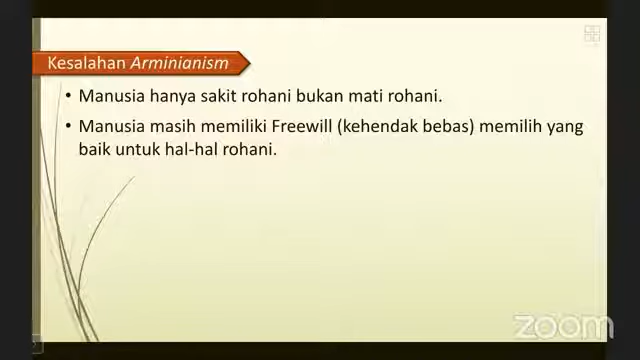 Kesalahan Arminianism
• Manusia hanya sakit rohani bukan mati rohani.
• Manusia masih memiliki Freewill (kehendak bebas) memilih yang
baik untuk hal-hal rohani.
zoom